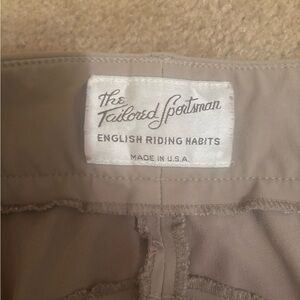 The
Tailored Sportsman
ENGLISH RIDING HABITS
MADE IN U.S.A.